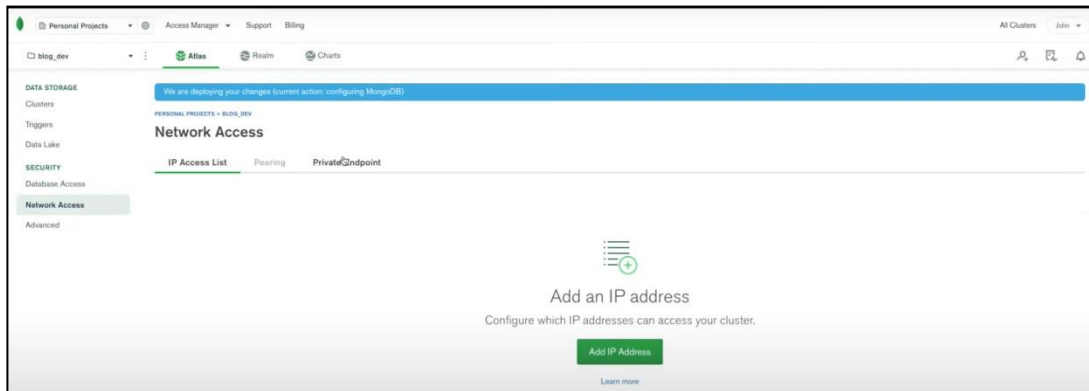 Personal Projects Access Manager Support Billing All Clusters John
blog_dev Atlas Realm Charts
DATA STORAGE
Clusters
Triggers
Data Lake
SECURITY
Database Access
Network Access
Advanced
We are deploying your changes (current action: configuring MongoDB)
PERSONAL PROJECTS > BLOG_DEV
Network Access
IP Access List Peering Private Endpoint
Add an IP address
Configure which IP addresses can access your cluster.
Add IP Address
Learn more